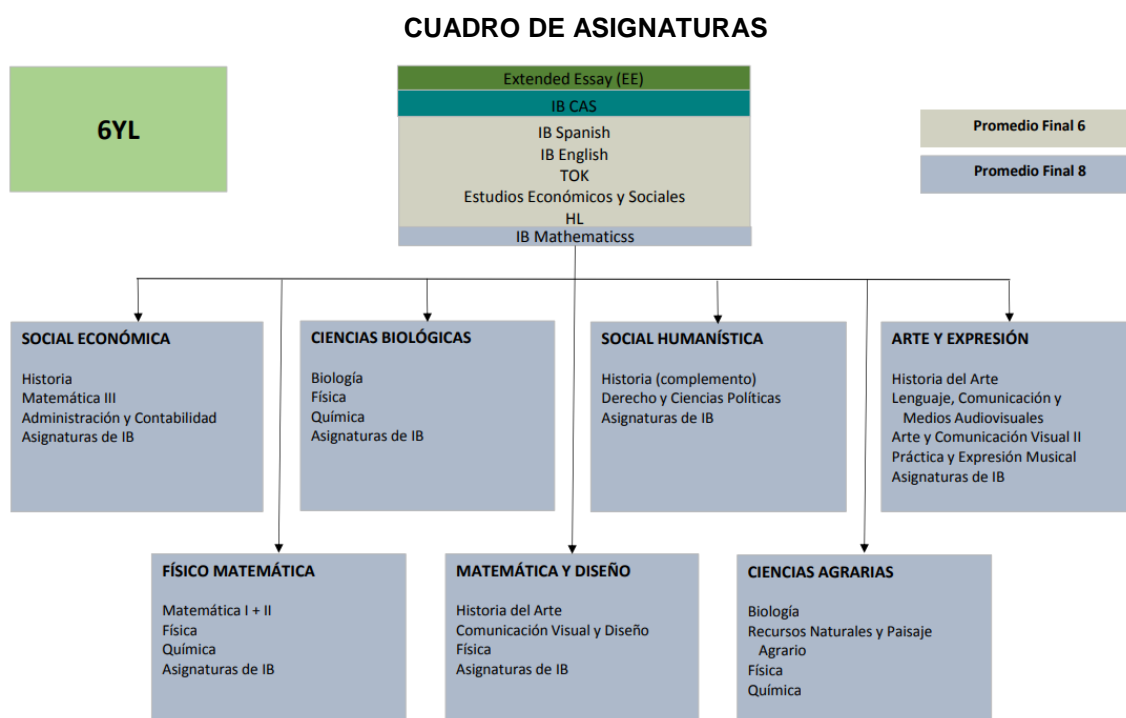 CUADRO DE ASIGNATURAS
6YL
Extended Essay (EE)
IB CAS
IB Spanish
IB English
TOK
Estudios Económicos y Sociales
HL
IB Mathematicss
Promedio Final 6
Promedio Final 8
SOCIAL ECONÓMICA
Historia
Matemática III
Administración y Contabilidad
Asignaturas de IB
CIENCIAS BIOLÓGICAS
Biología
Física
Química
Asignaturas de IB
SOCIAL HUMANÍSTICA
Historia (complemento)
Derecho y Ciencias Políticas
Asignaturas de IB
ARTE Y EXPRESIÓN
Historia del Arte
Lenguaje, Comunicación y
Medios Audiovisuales
Arte y Comunicación Visual II
Práctica y Expresión Musical
Asignaturas de IB
FÍSICO MATEMÁTICA
Matemática I + II
Física
Química
Asignaturas de IB
MATEMÁTICA Y DISEÑO
Historia del Arte
Comunicación Visual y Diseño
Física
Asignaturas de IB
CIENCIAS AGRARIAS
Biología
Recursos Naturales y Paisaje
Agrario
Física
Química